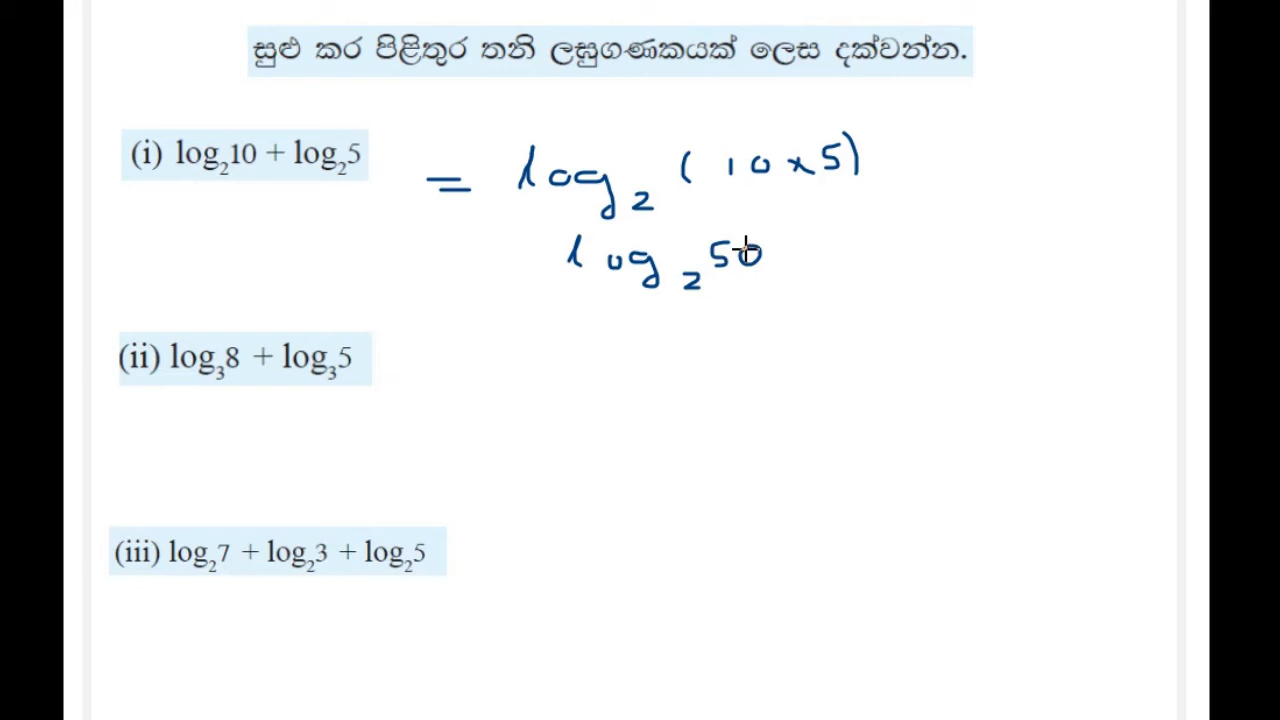 සුළු කර පිළිතුර තනි ලඝුගණකයක් ලෙස දක්වන්න.
(i) log₂10 + log₂5 = log₂ (10×5)
log₂50
(ii) log₃8 + log₃5
(iii) log₂7 + log₂3 + log₂5